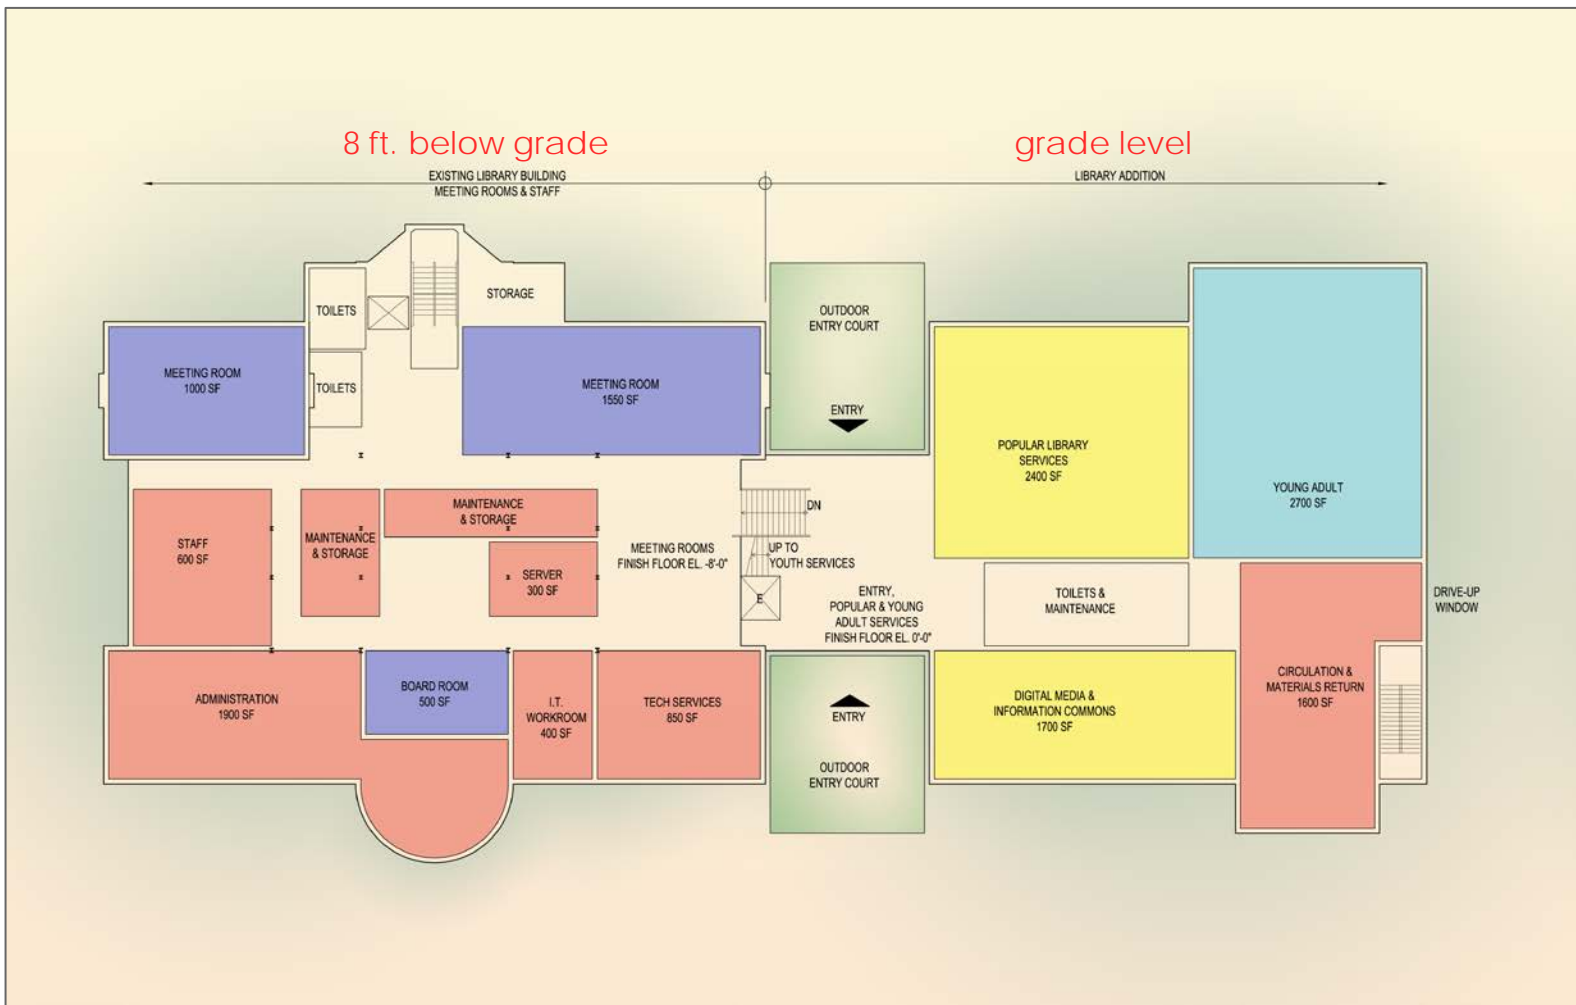 8 ft. below grade
grade level
EXISTING LIBRARY BUILDING
MEETING ROOMS & STAFF
LIBRARY ADDITION
TOILETS
STORAGE
OUTDOOR
ENTRY COURT
ENTRY
MEETING ROOM
1000 SF
TOILETS
MEETING ROOM
1550 SF
POPULAR LIBRARY
SERVICES
2400 SF
YOUNG ADULT
2700 SF
STAFF
600 SF
MAINTENANCE
& STORAGE
MAINTENANCE
& STORAGE
SERVER
300 SF
MEETING ROOMS
FINISH FLOOR EL. -8'-0"
DN
UP TO
YOUTH SERVICES
E
ENTRY,
POPULAR & YOUNG
ADULT SERVICES
FINISH FLOOR EL. 0'-0"
TOILETS &
MAINTENANCE
DRIVE-UP
WINDOW
ADMINISTRATION
1900 SF
BOARD ROOM
500 SF
I.T.
WORKROOM
400 SF
TECH SERVICES
850 SF
ENTRY
OUTDOOR
ENTRY COURT
DIGITAL MEDIA &
INFORMATION COMMONS
1700 SF
CIRCULATION &
MATERIALS RETURN
1600 SF